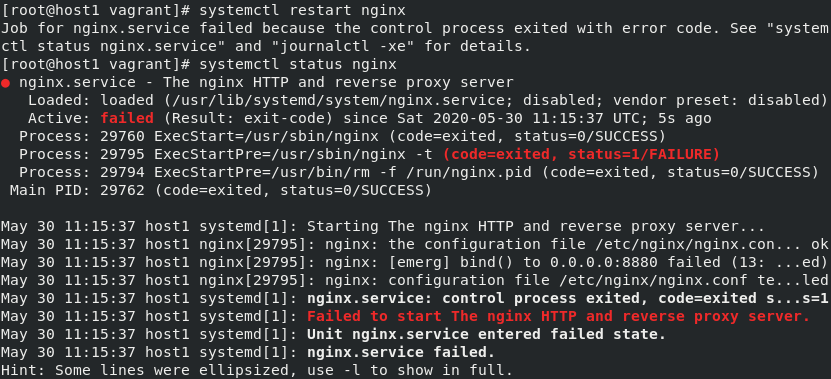 [root@host1 vagrant]# systemctl restart nginx
Job for nginx.service failed because the control process exited with error code. See "system
ctl status nginx.service" and "journalctl -xe" for details.
[root@host1 vagrant]# systemctl status nginx
● nginx.service - The nginx HTTP and reverse proxy server
   Loaded: loaded (/usr/lib/systemd/system/nginx.service; disabled; vendor preset: disabled)
   Active: failed (Result: exit-code) since Sat 2020-05-30 11:15:37 UTC; 5s ago
  Process: 29760 ExecStart=/usr/sbin/nginx (code=exited, status=0/SUCCESS)
  Process: 29795 ExecStartPre=/usr/sbin/nginx -t (code=exited, status=1/FAILURE)
  Process: 29794 ExecStartPre=/usr/bin/rm -f /run/nginx.pid (code=exited, status=0/SUCCESS)
 Main PID: 29762 (code=exited, status=0/SUCCESS)

May 30 11:15:37 host1 systemd[1]: Starting The nginx HTTP and reverse proxy server...
May 30 11:15:37 host1 nginx[29795]: nginx: the configuration file /etc/nginx/nginx.con... ok
May 30 11:15:37 host1 nginx[29795]: nginx: [emerg] bind() to 0.0.0.0:8880 failed (13: ...ed)
May 30 11:15:37 host1 nginx[29795]: nginx: configuration file /etc/nginx/nginx.conf te...led
May 30 11:15:37 host1 systemd[1]: nginx.service: control process exited, code=exited s...s=1
May 30 11:15:37 host1 systemd[1]: Failed to start The nginx HTTP and reverse proxy server.
May 30 11:15:37 host1 systemd[1]: Unit nginx.service entered failed state.
May 30 11:15:37 host1 systemd[1]: nginx.service failed.
Hint: Some lines were ellipsized, use -l to show in full.